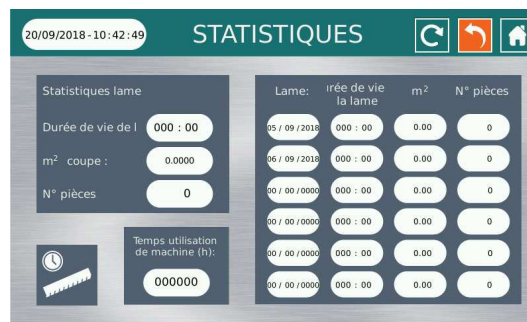 20/09/2018 - 10:42:49
STATISTIQUES
Statistiques lame
Durée de vie de l
000 : 00
m² coupe :
0.0000
N° pièces
0
Temps utilisation
de machine (h):
000000
Lame:
ırée de vie
la lame
m²
N° pièces
05 / 09 / 2018 000 : 00 0.00 0
06 / 09 / 2018 000 : 00 0.00 0
00 / 00 / 0000 000 : 00 0.00 0
00 / 00 / 0000 000 : 00 0.00 0
00 / 00 / 0000 000 : 00 0.00 0
00 / 00 / 0000 000 : 00 0.00 0